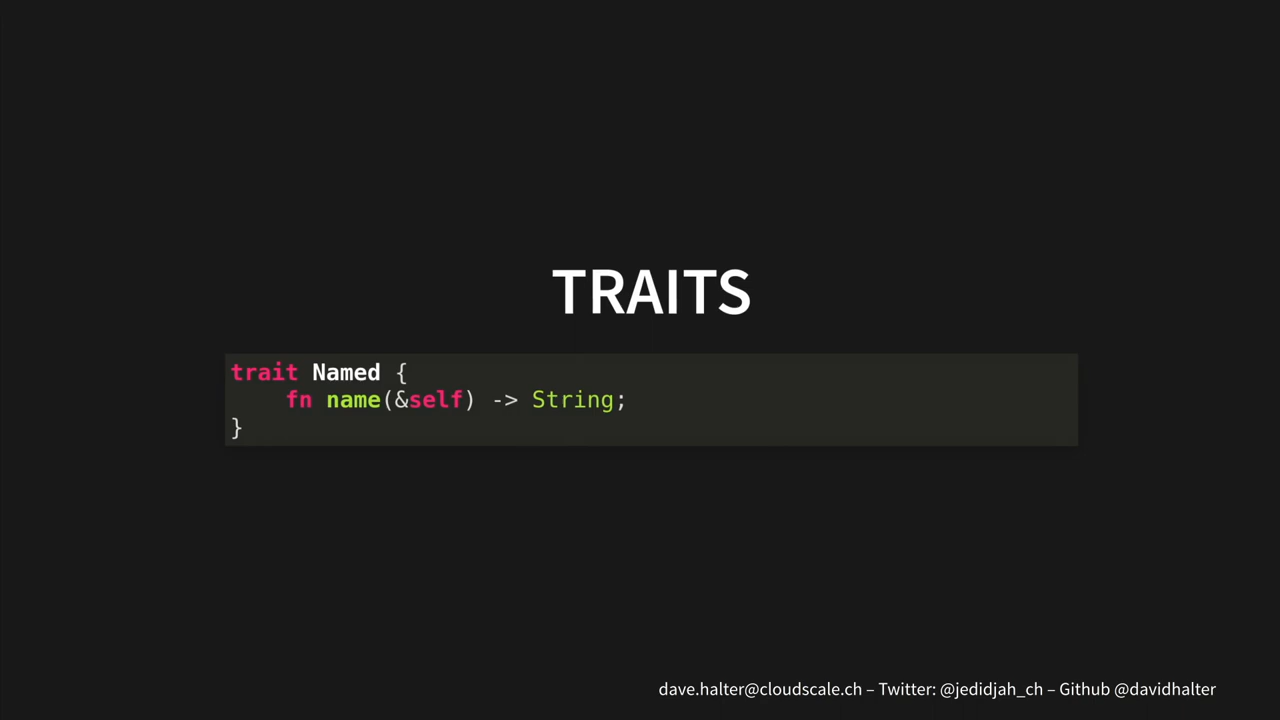 TRAITS
trait Named {
    fn name(&self) -> String;
}
dave.halter@cloudscale.ch – Twitter: @jedidjah_ch – Github @davidhalter